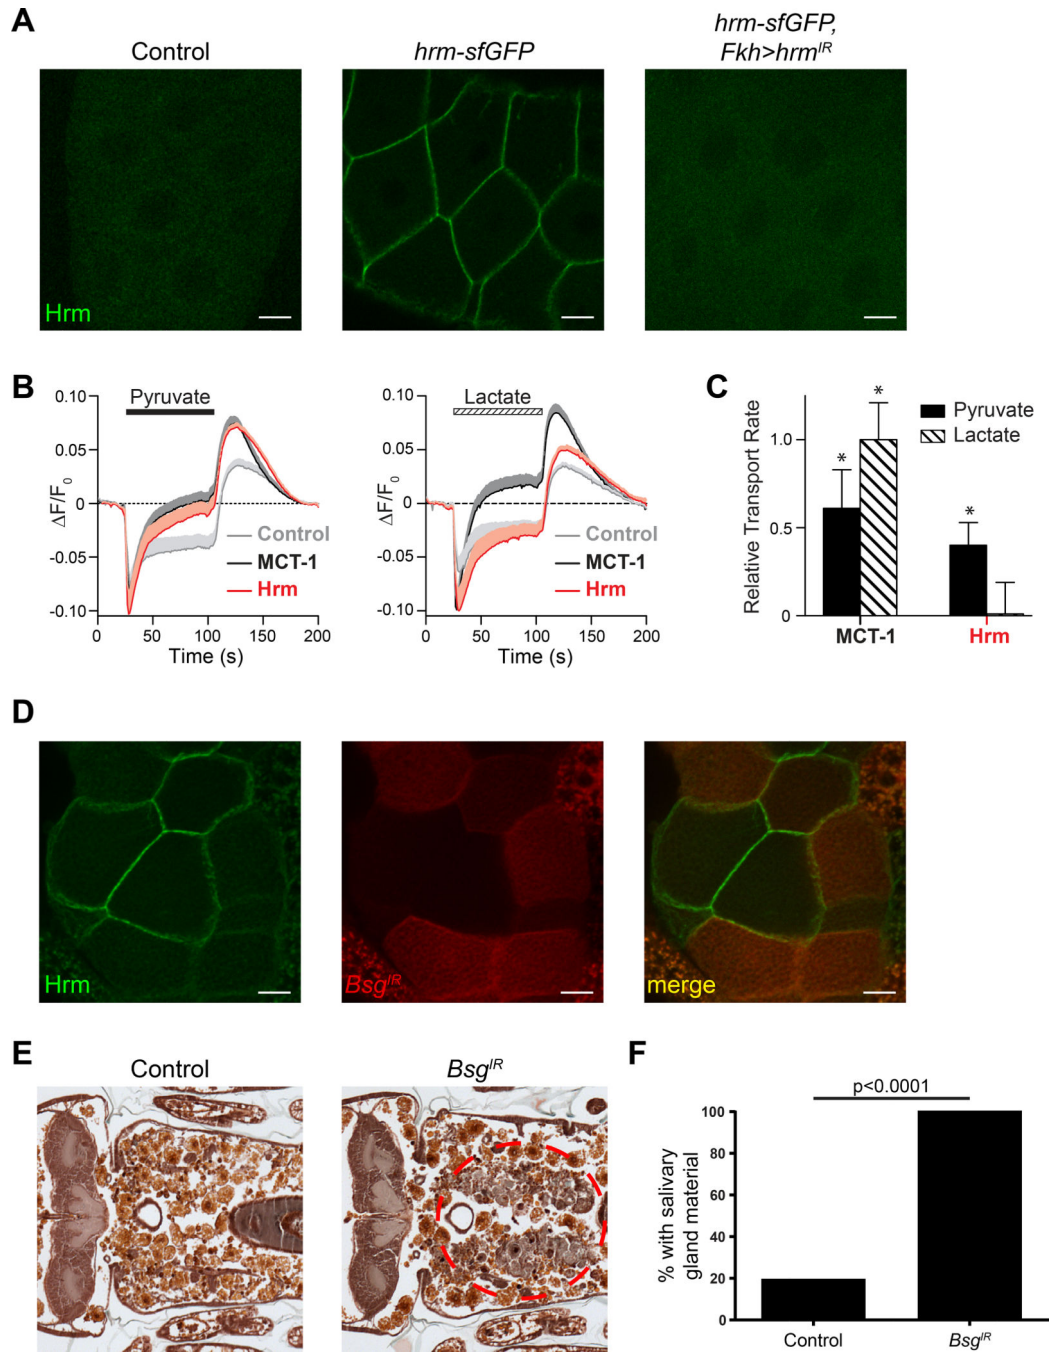 A
Control
hrm-sfGFP
hrm-sfGFP,
Fkh>hrm^IR
Hrm
B
Pyruvate
0.10
0.05
0
-0.05
-0.10
ΔF/F₀
Control
MCT-1
Hrm
0 50 100 150 200
Time (s)
Lactate
0.10
0.05
0
-0.05
-0.10
ΔF/F₀
Control
MCT-1
Hrm
0 50 100 150 200
Time (s)
C
Relative Transport Rate
1.0
0.5
0
* * *
Pyruvate
Lactate
MCT-1 Hrm
D
Hrm
Bsg^IR
merge
E
Control
Bsg^IR
F
p<0.0001
% with salivary
gland material
100
80
60
40
20
0
Control Bsg^IR